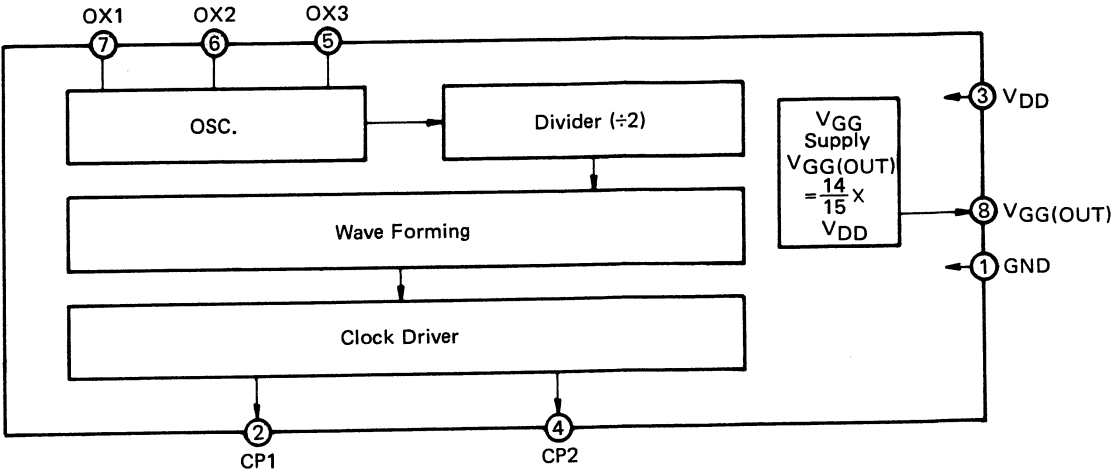 OX1 OX2 OX3
7 6 5
OSC.
Divider (÷2)
VGG
Supply
VGG(OUT)
= 14/15 X
VDD
3 VDD
8 VGG(OUT)
1 GND
Wave Forming
Clock Driver
2 4
CP1 CP2